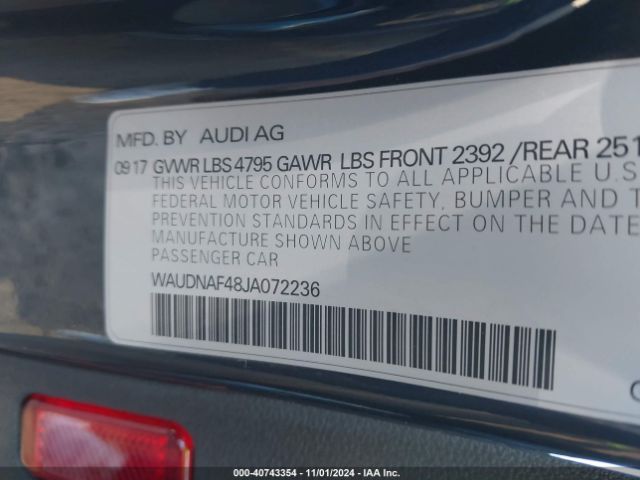 MFD. BY AUDI AG
09 17 GVWR LBS 4795 GAWR LBS FRONT 2392 /REAR 251
THIS VEHICLE CONFORMS TO ALL APPLICABLE U.S
FEDERAL MOTOR VEHICLE SAFETY, BUMPER AND T
PREVENTION STANDARDS IN EFFECT ON THE DATE
MANUFACTURE SHOWN ABOVE
PASSENGER CAR
WAUDNAF48JA072236
000-40743354 - 11/01/2024 - IAA Inc.